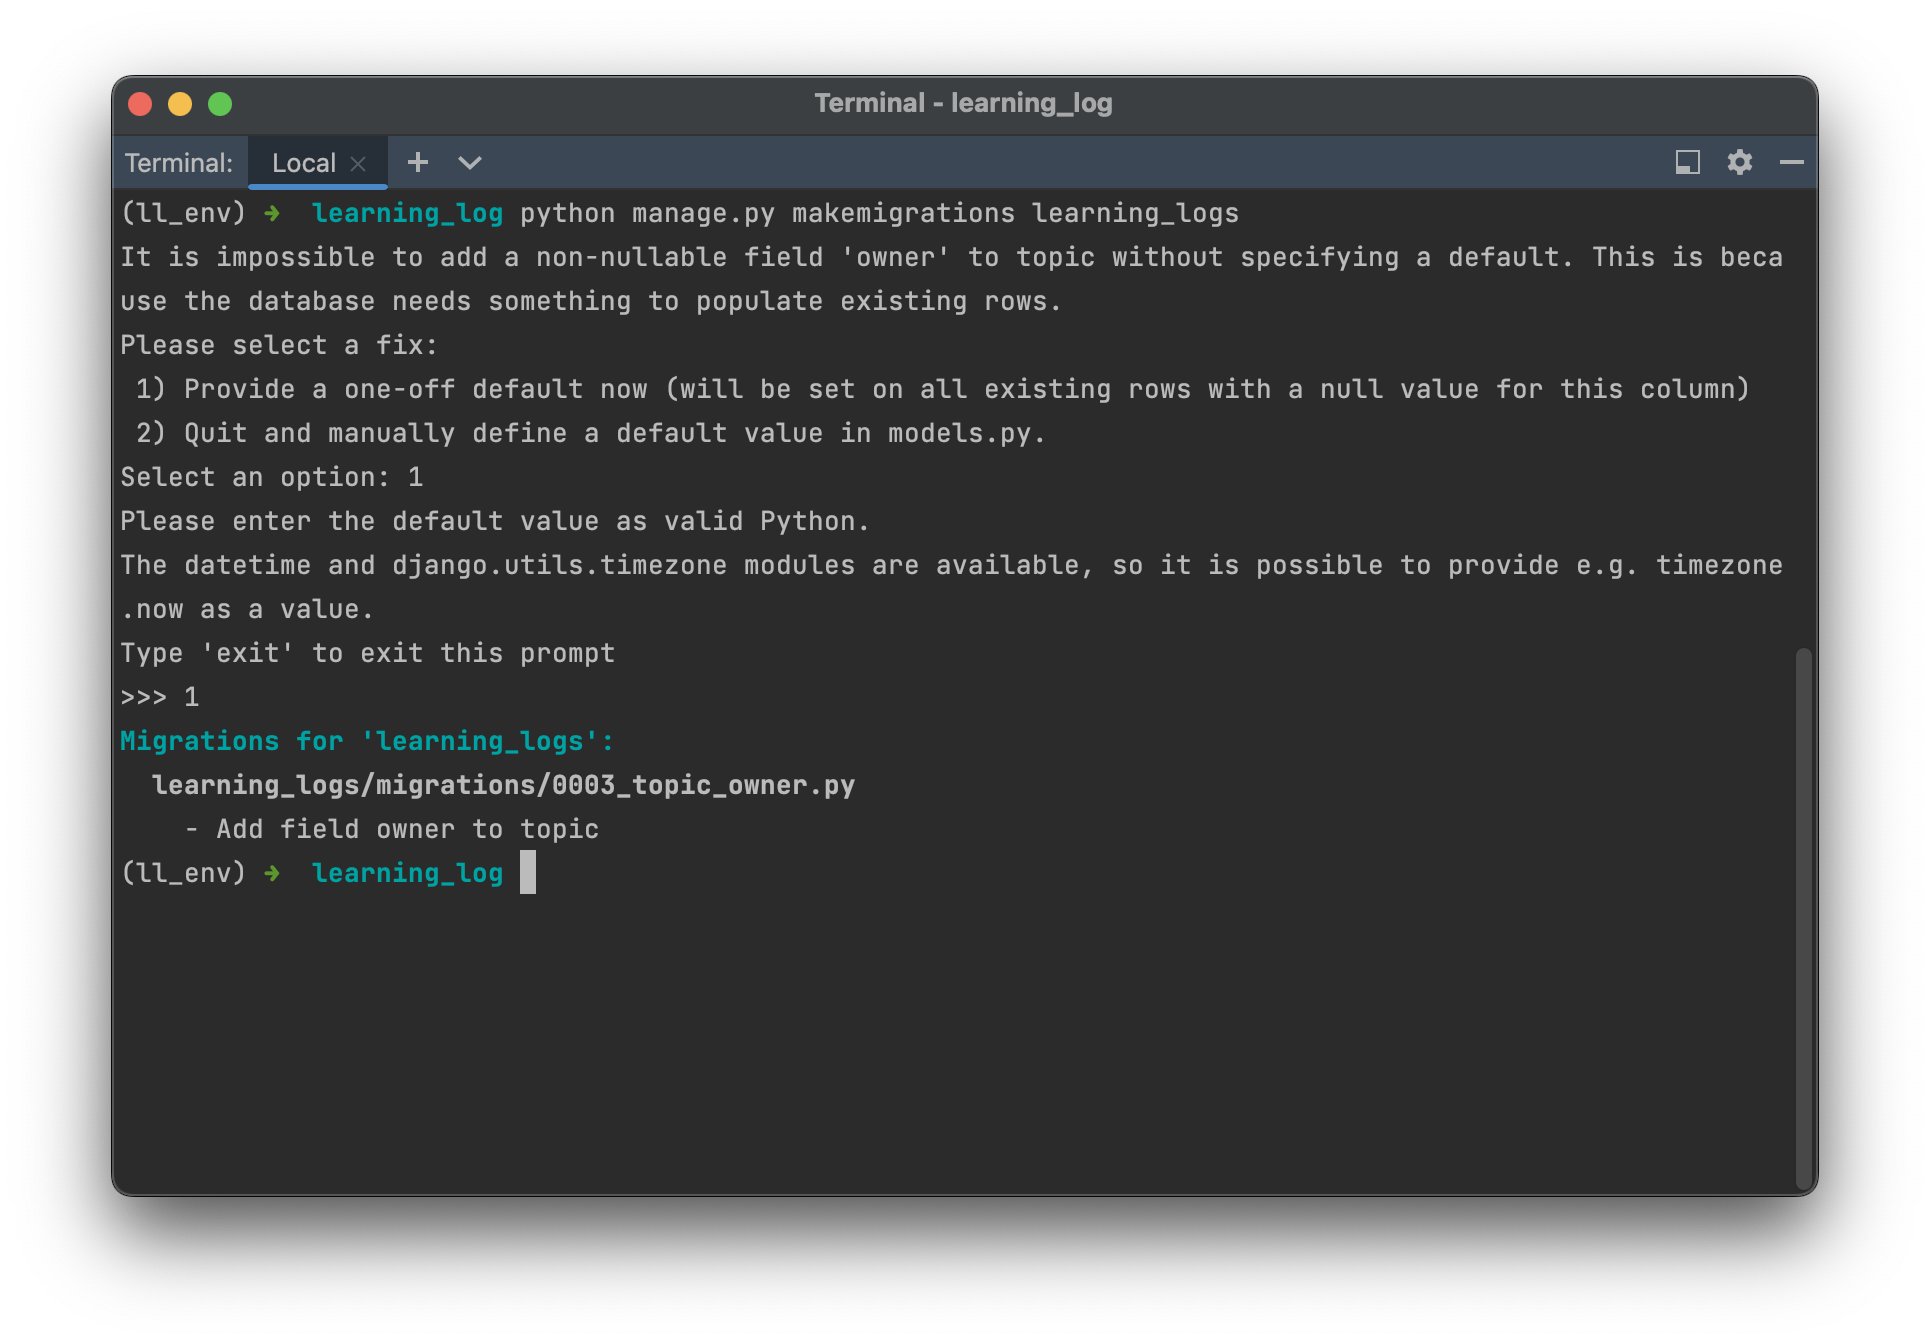 Terminal - learning_log
Terminal: Local
(ll_env) ➜  learning_log python manage.py makemigrations learning_logs
It is impossible to add a non-nullable field 'owner' to topic without specifying a default. This is beca
use the database needs something to populate existing rows.
Please select a fix:
 1) Provide a one-off default now (will be set on all existing rows with a null value for this column)
 2) Quit and manually define a default value in models.py.
Select an option: 1
Please enter the default value as valid Python.
The datetime and django.utils.timezone modules are available, so it is possible to provide e.g. timezone
.now as a value.
Type 'exit' to exit this prompt
>>> 1
Migrations for 'learning_logs':
  learning_logs/migrations/0003_topic_owner.py
    - Add field owner to topic
(ll_env) ➜  learning_log